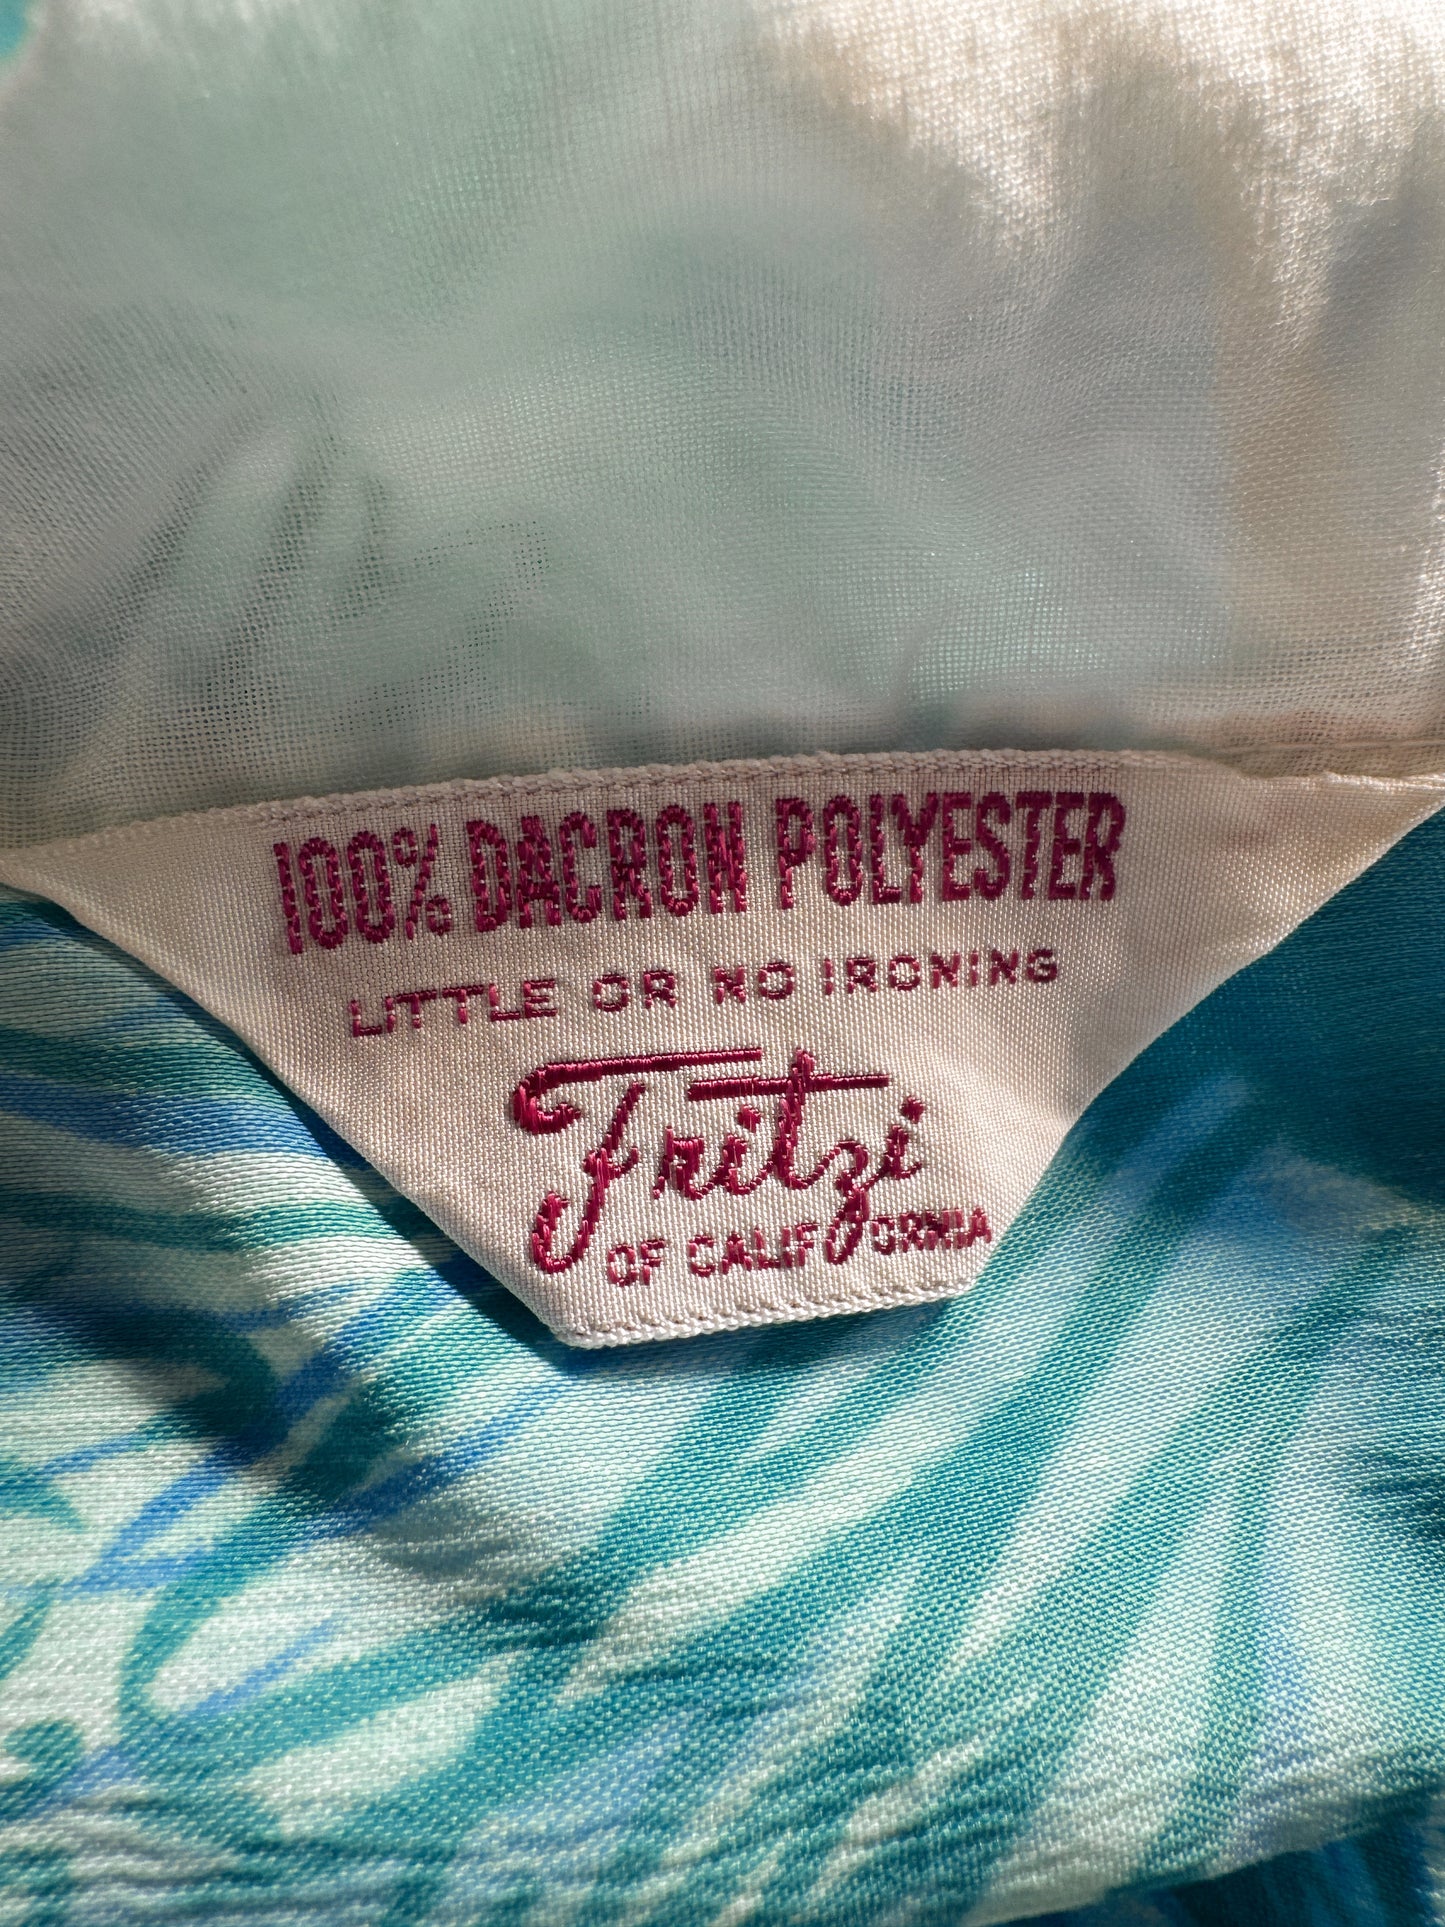 100% DACRON POLYESTER
LITTLE OR NO IRONING
Fritzi
OF CALIFORNIA